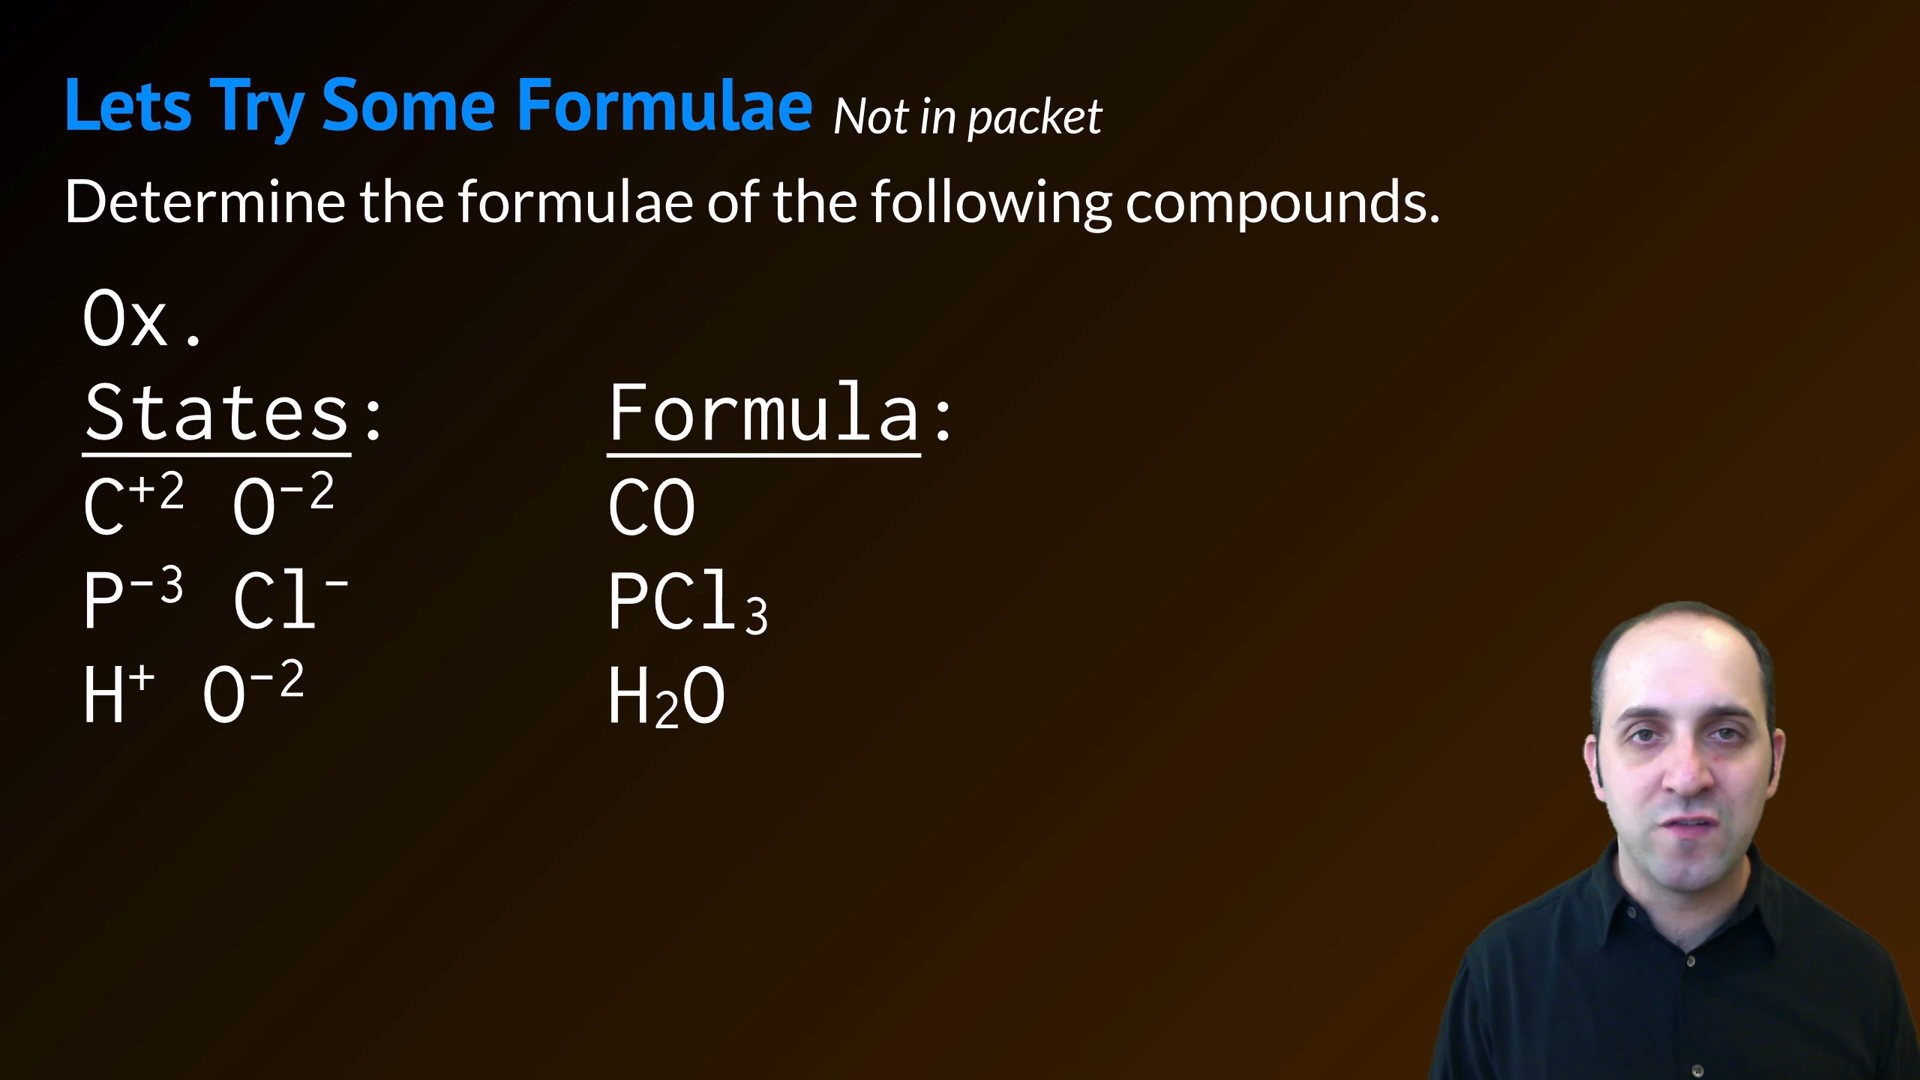 Lets Try Some Formulae Not in packet
Determine the formulae of the following compounds.
Ox.
States: Formula:
C⁺² O⁻² CO
P⁻³ Cl⁻ PCl₃
H⁺ O⁻² H₂O